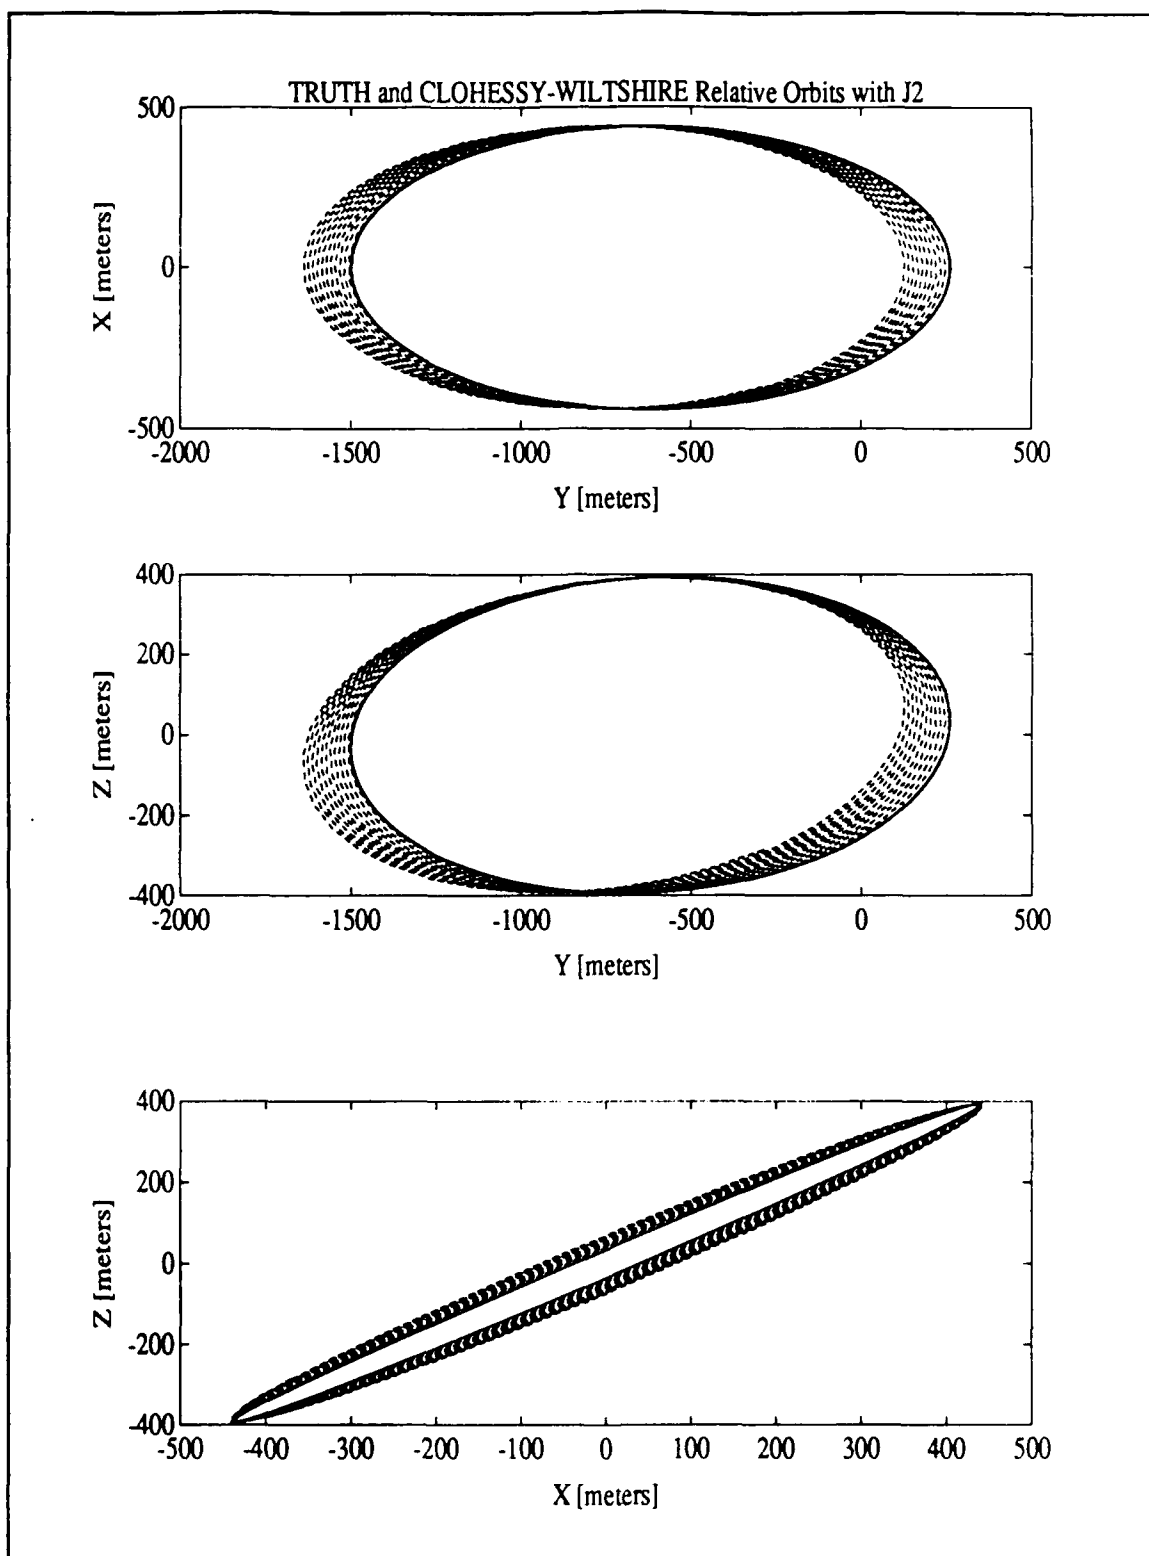 TRUTH and CLOHESSY-WILTSHIRE Relative Orbits with J2
500
0
-500
X [meters]
-2000 -1500 -1000 -500 0 500
Y [meters]
400
200
0
-200
-400
Z [meters]
-2000 -1500 -1000 -500 0 500
Y [meters]
400
200
0
-200
-400
Z [meters]
-500 -400 -300 -200 -100 0 100 200 300 400 500
X [meters]